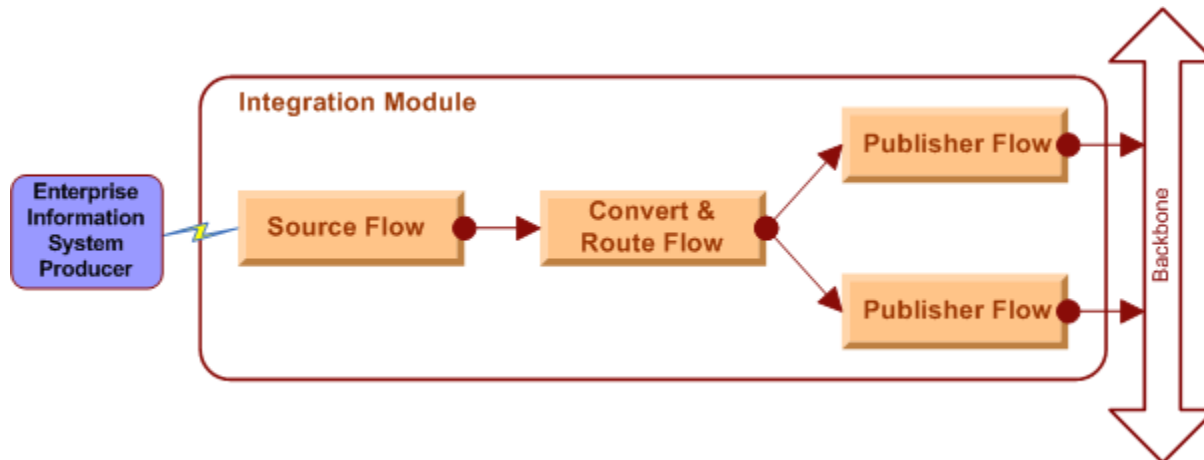 Integration Module
Enterprise
Information
System
Producer
Source Flow
Convert &
Route Flow
Publisher Flow
Publisher Flow
Backbone